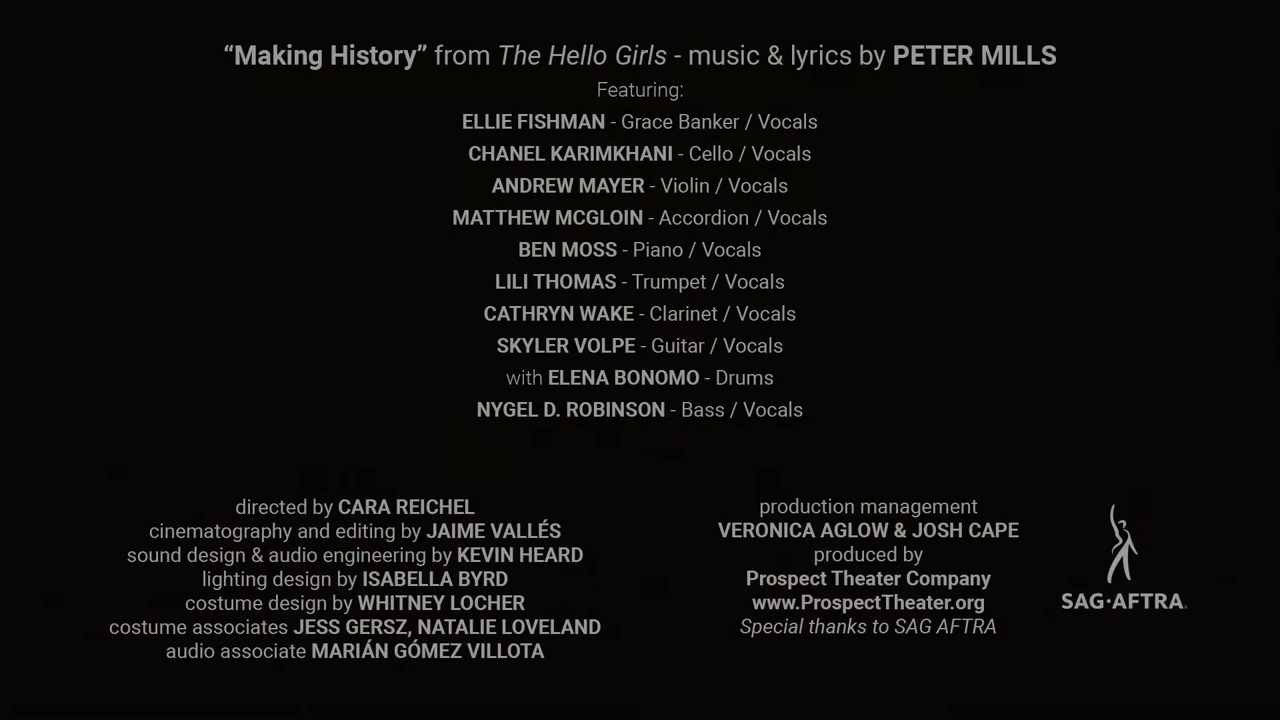 “Making History” from The Hello Girls - music & lyrics by PETER MILLS
Featuring:
ELLIE FISHMAN - Grace Banker / Vocals
CHANEL KARIMKHANI - Cello / Vocals
ANDREW MAYER - Violin / Vocals
MATTHEW MCGLOIN - Accordion / Vocals
BEN MOSS - Piano / Vocals
LILI THOMAS - Trumpet / Vocals
CATHRYN WAKE - Clarinet / Vocals
SKYLER VOLPE - Guitar / Vocals
with ELENA BONOMO - Drums
NYGEL D. ROBINSON - Bass / Vocals
directed by CARA REICHEL
cinematography and editing by JAIME VALLÉS
sound design & audio engineering by KEVIN HEARD
lighting design by ISABELLA BYRD
costume design by WHITNEY LOCHER
costume associates JESS GERSZ, NATALIE LOVELAND
audio associate MARIÁN GÓMEZ VILLOTA
production management
VERONICA AGLOW & JOSH CAPE
produced by
Prospect Theater Company
www.ProspectTheater.org
Special thanks to SAG AFTRA
SAG·AFTRA